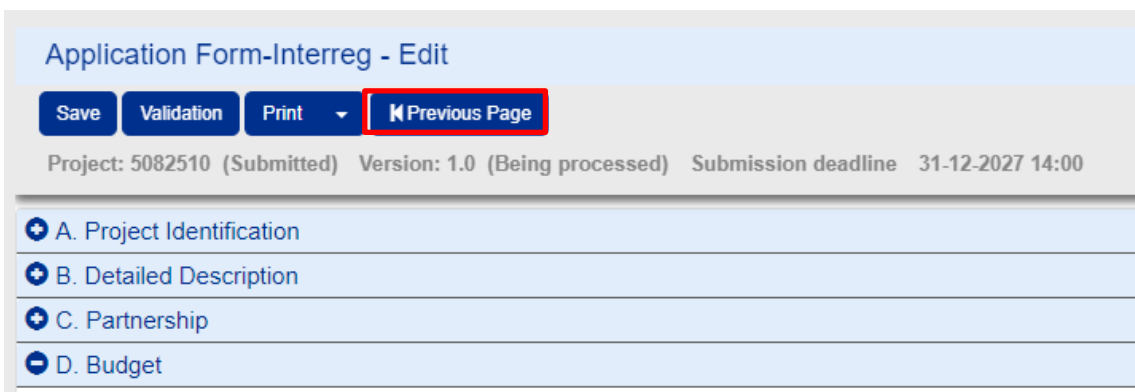 Application Form-Interreg - Edit
Save Validation Print Previous Page
Project: 5082510 (Submitted) Version: 1.0 (Being processed) Submission deadline 31-12-2027 14:00
A. Project Identification
B. Detailed Description
C. Partnership
D. Budget